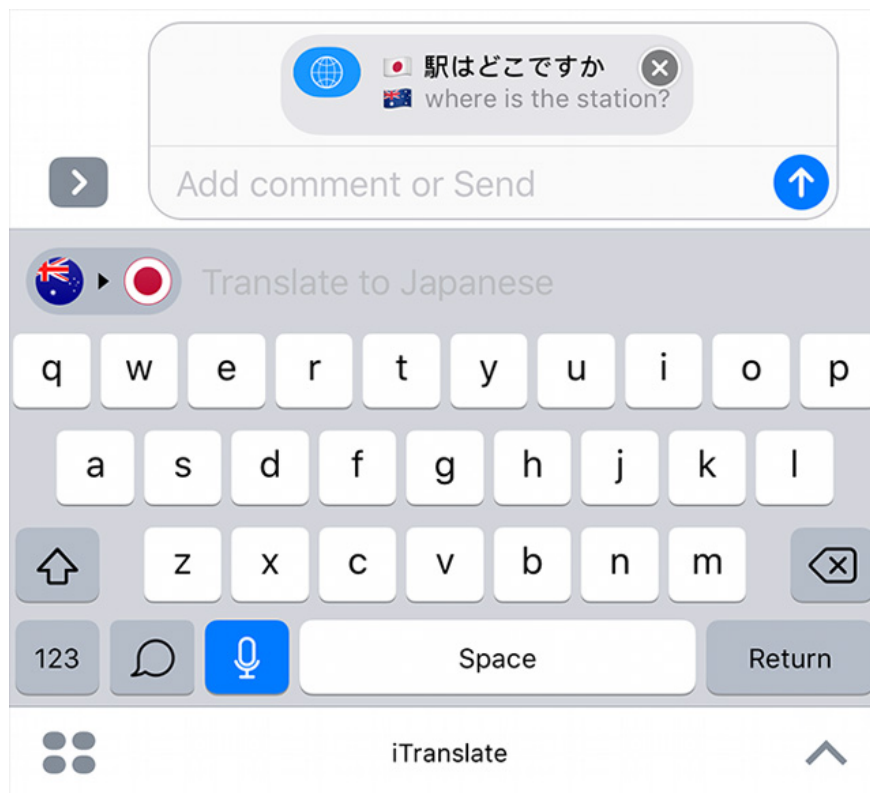 駅はどこですか
where is the station?
Add comment or Send
Translate to Japanese
q w e r t y u i o p
a s d f g h j k l
z x c v b n m
123 Space Return
iTranslate